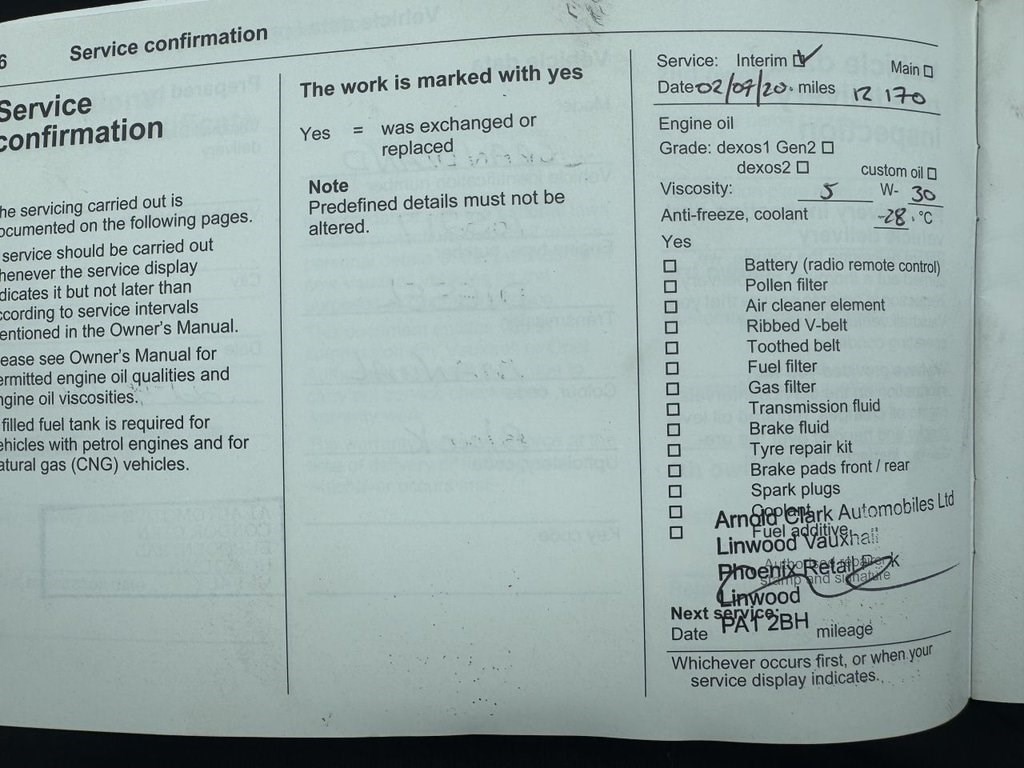 6 Service confirmation
Service
confirmation
he servicing carried out is
ocumented on the following pages.
service should be carried out
henever the service display
dicates it but not later than
ccording to service intervals
entioned in the Owner's Manual.
ease see Owner's Manual for
ermitted engine oil qualities and
ngine oil viscosities.
filled fuel tank is required for
ehicles with petrol engines and for
atural gas (CNG) vehicles.
The work is marked with yes
Yes = was exchanged or
replaced
Note
Predefined details must not be
altered.
Service: Interim Main
Date 02/07/20. miles 12 170
Engine oil
Grade: dexos1 Gen2
dexos2 custom oil
Viscosity: 5 W- 30
Anti-freeze, coolant -28.°C
Yes
Battery (radio remote control)
Pollen filter
Air cleaner element
Ribbed V-belt
Toothed belt
Fuel filter
Gas filter
Transmission fluid
Brake fluid
Tyre repair kit
Brake pads front / rear
Spark plugs
Coolant
Arnold Clark Automobiles Ltd
Fuel additive
Linwood Vauxhall
Authorised repairer
Phoenix Retail Park
stamp and signature
Linwood
Next service:
PA1 2BH
Date mileage
Whichever occurs first, or when your
service display indicates.